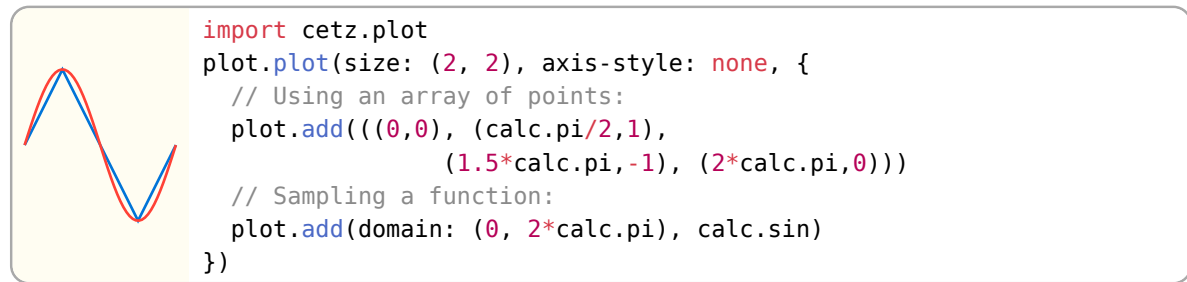 import cetz.plot
plot.plot(size: (2, 2), axis-style: none, {
  // Using an array of points:
  plot.add(((0,0), (calc.pi/2,1),
                (1.5*calc.pi,-1), (2*calc.pi,0)))
  // Sampling a function:
  plot.add(domain: (0, 2*calc.pi), calc.sin)
})